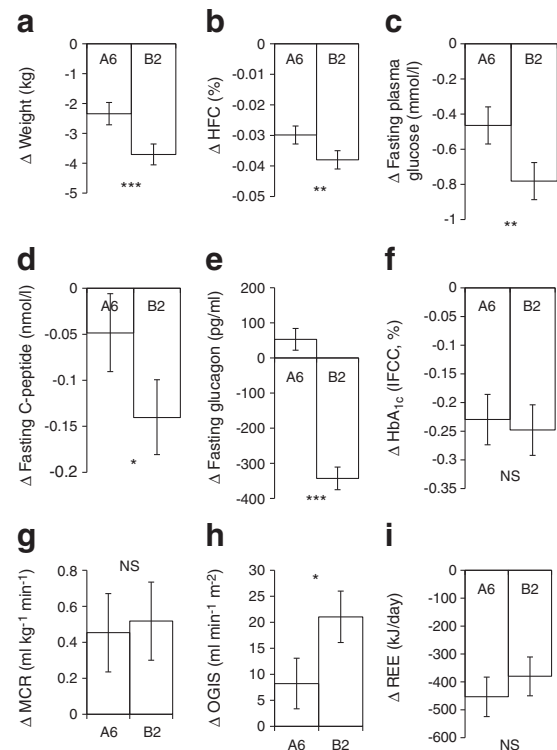 a
Δ Weight (kg)
0
-1
-2
-3
-4
-5
A6
B2
***
b
Δ HFC (%)
0
-0.01
-0.02
-0.03
-0.04
-0.05
A6
B2
**
c
Δ Fasting plasma
glucose (mmol/l)
0
-0.2
-0.4
-0.6
-0.8
-1
A6
B2
**
d
Δ Fasting C-peptide (nmol/l)
0
-0.05
-0.1
-0.15
-0.2
A6
B2
*
e
Δ Fasting glucagon (pg/ml)
200
100
0
-100
-200
-300
-400
A6
B2
***
f
Δ HbA1c (IFCC, %)
0
-0.05
-0.1
-0.15
-0.2
-0.25
-0.3
-0.35
A6
B2
NS
g
Δ MCR (ml kg-1 min-1)
0.8
0.6
0.4
0.2
0
NS
A6
B2
h
Δ OGIS (ml min-1 m-2)
30
25
20
15
10
5
0
*
A6
B2
i
Δ REE (kJ/day)
0
-100
-200
-300
-400
-500
-600
A6
B2
NS